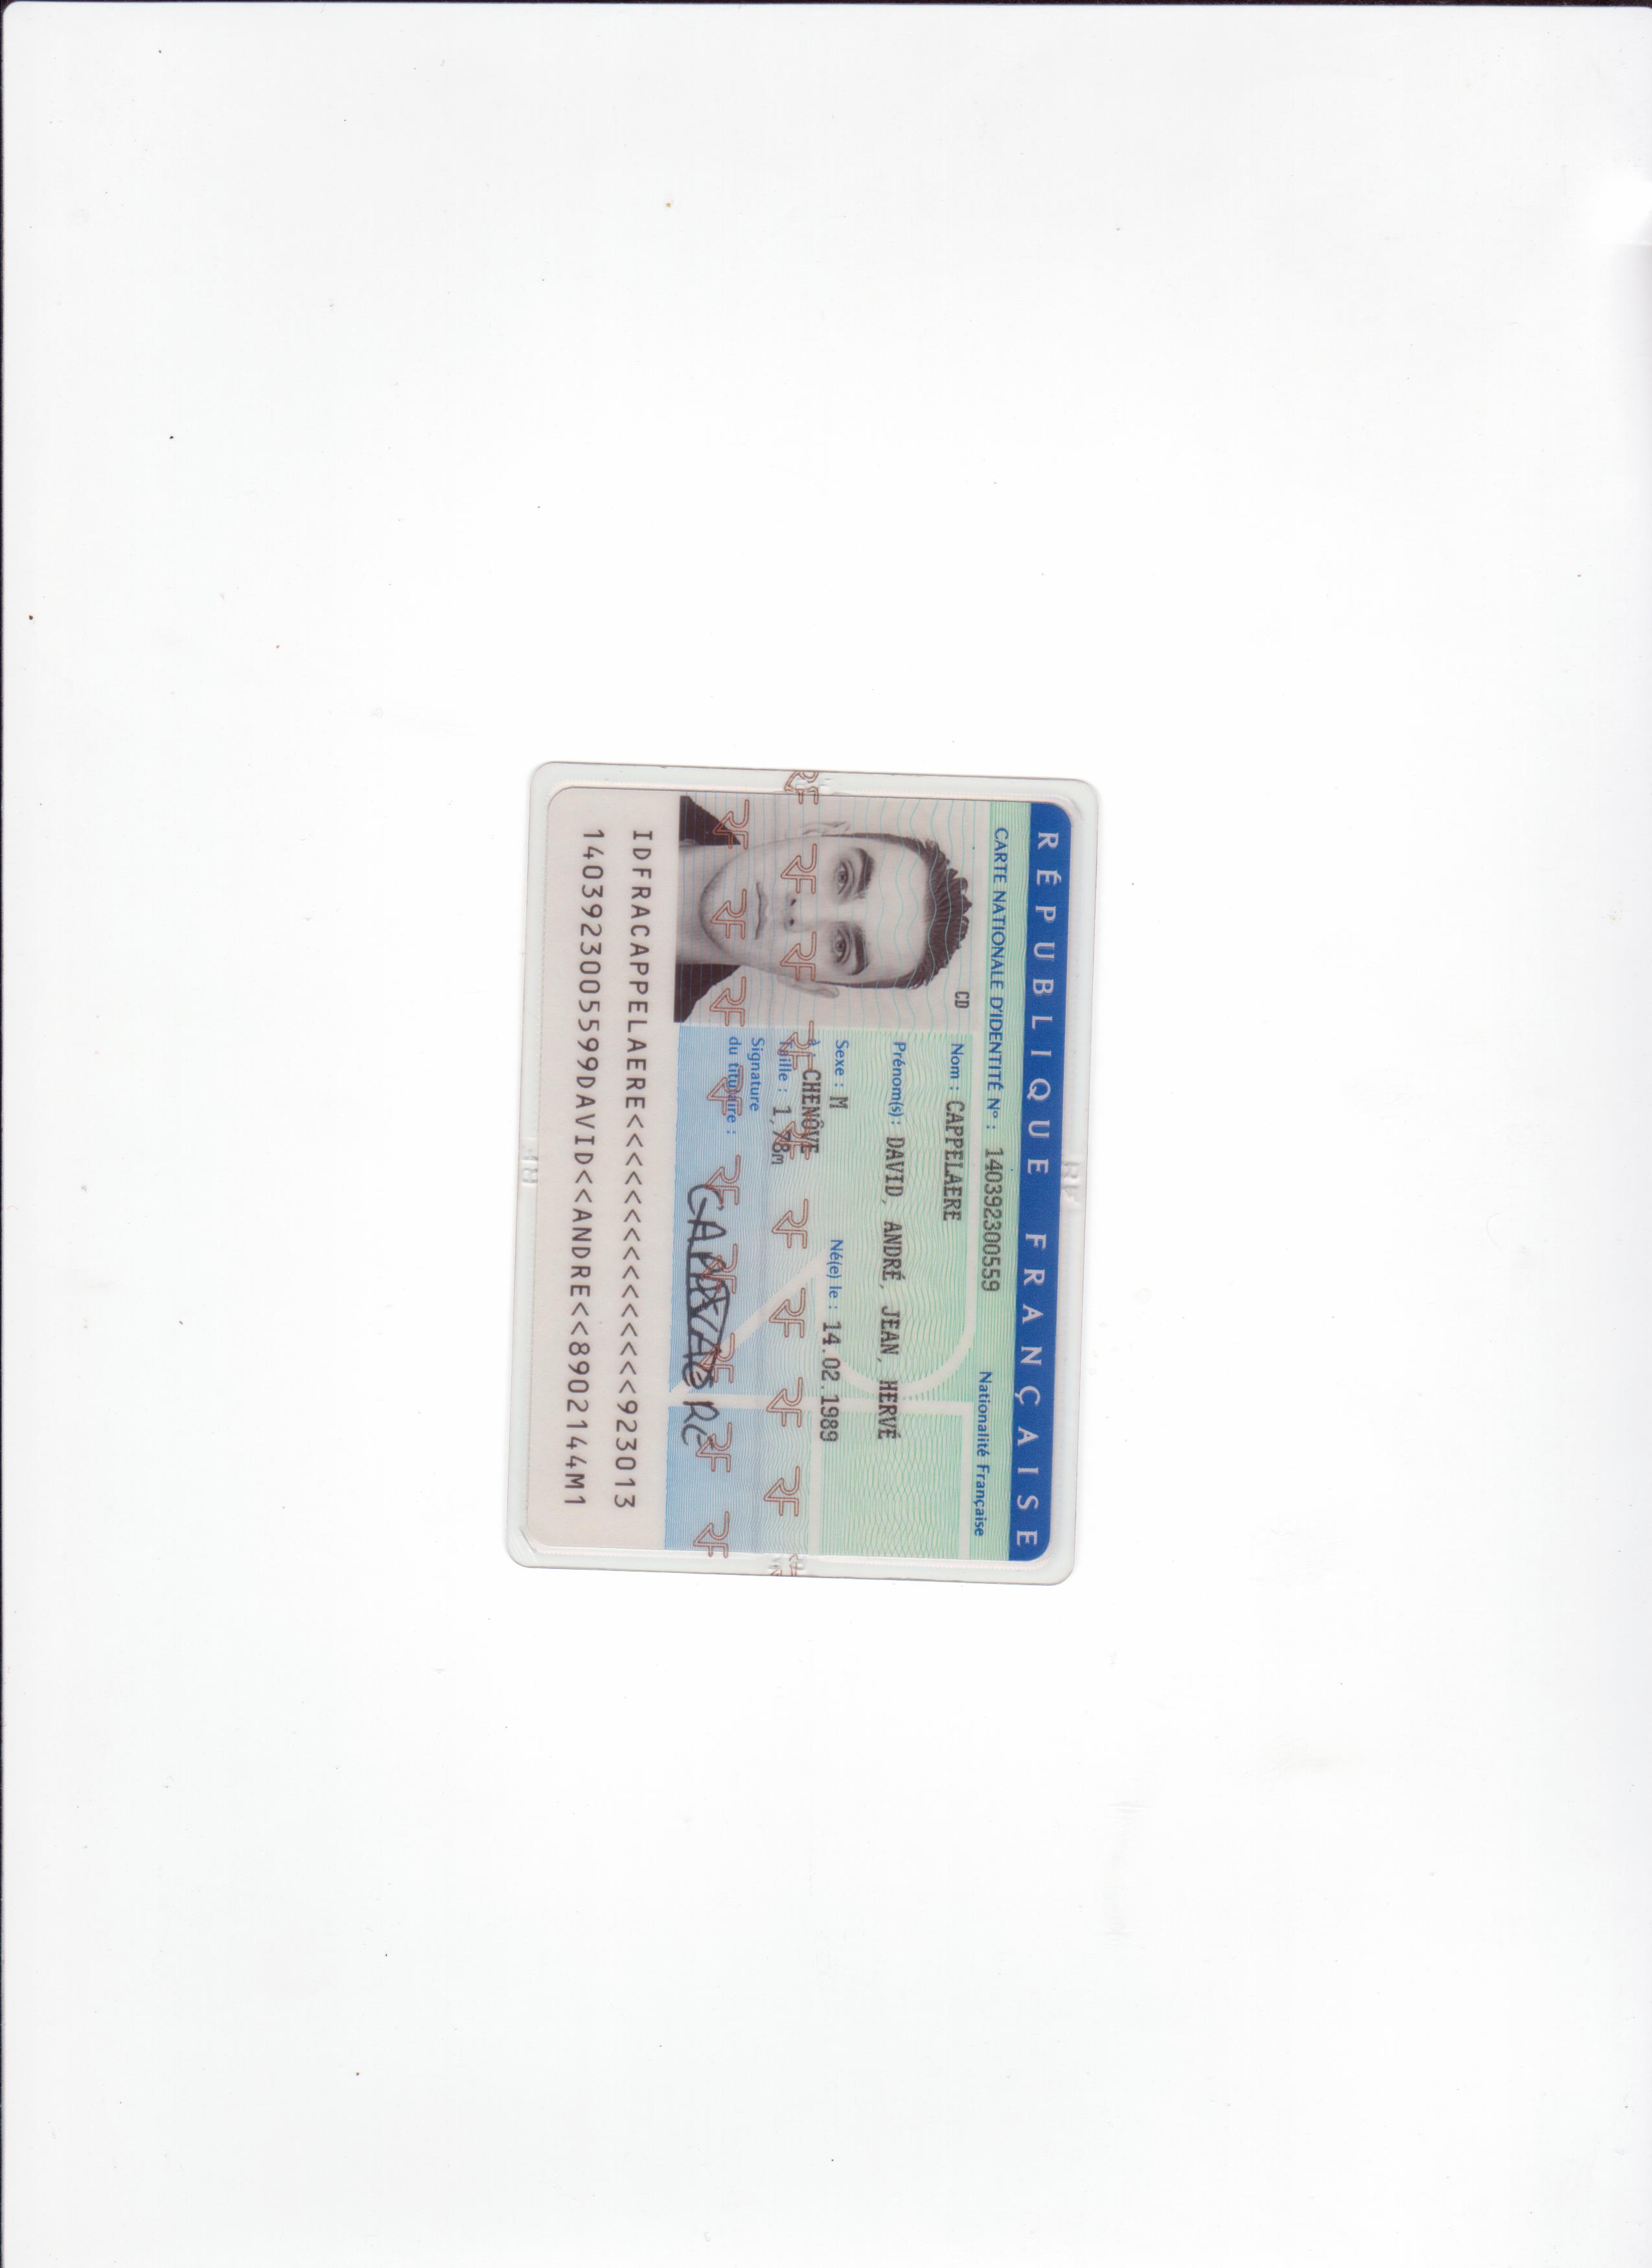 RÉPUBLIQUE FRANÇAISE
CARTE NATIONALE D'IDENTITÉ N° : 140392300559 Nationalité Française
CD Nom : CAPPELAERE
Prénom(s) : DAVID, ANDRÉ, JEAN, HERVÉ
Sexe : M Né(e) le : 14.02.1989
à : CHENÔVE
Taille : 1,78m
Signature
du titulaire :
IDFRACAPPELAERE<<<<<<<<<<<<<<<923013
1403923005599DAVID<<ANDRE<<8902144M1